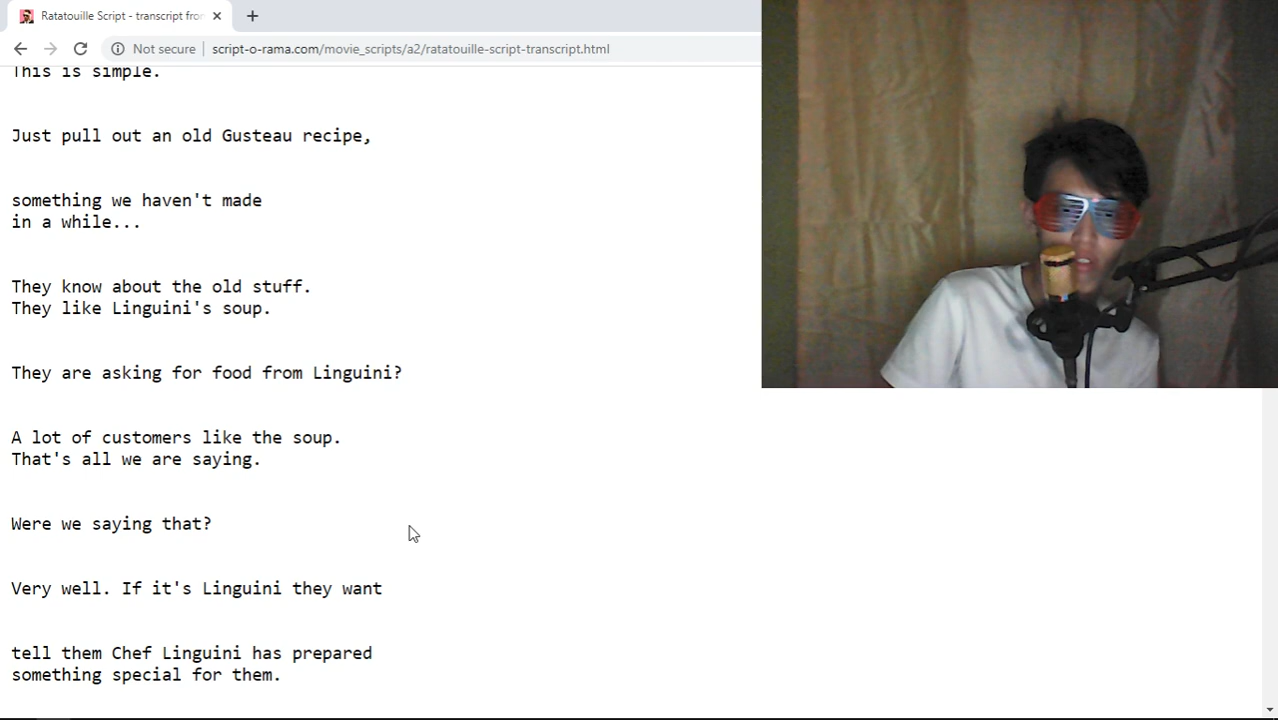 Ratatouille Script - transcript from
Not secure
script-o-rama.com/movie_scripts/a2/ratatouille-script-transcript.html
This is simple.
Just pull out an old Gusteau recipe,
something we haven't made
in a while...
They know about the old stuff.
They like Linguini's soup.
They are asking for food from Linguini?
A lot of customers like the soup.
That's all we are saying.
Were we saying that?
Very well. If it's Linguini they want
tell them Chef Linguini has prepared
something special for them.